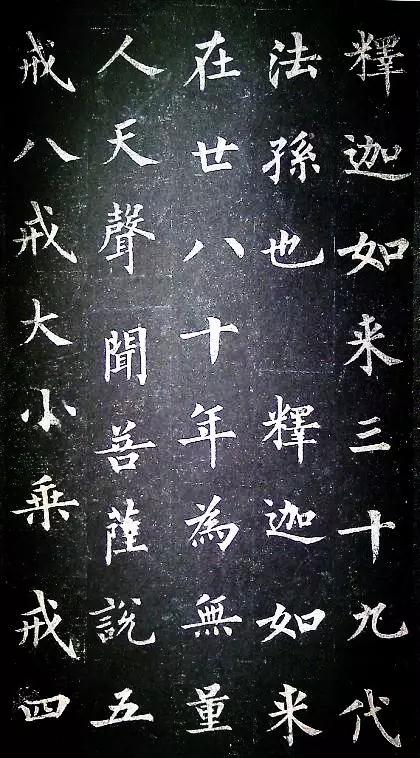 釋迦如来三十九代
法孫也釋迦如来
在世八十年為無量
人天聲聞菩薩說五
戒八戒大小乘戒四